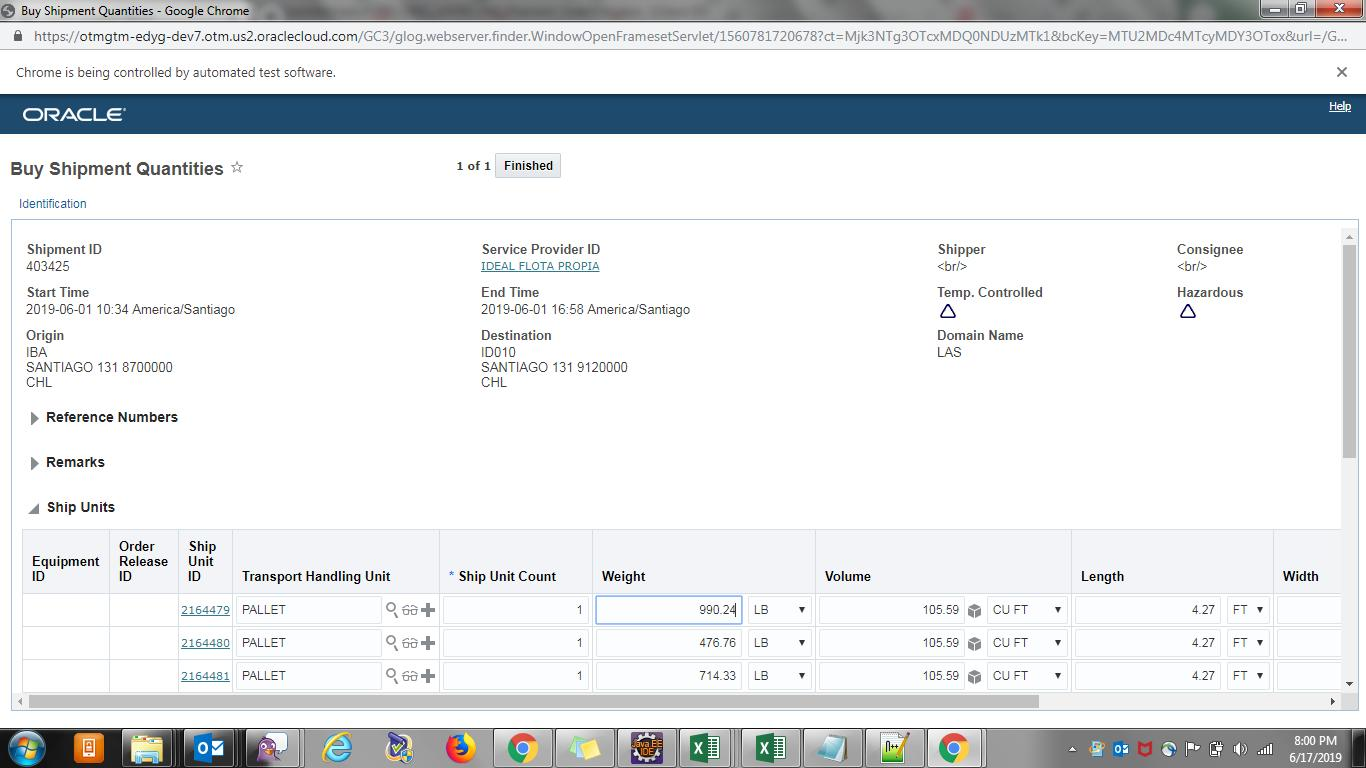 Buy Shipment Quantities - Google Chrome
https://otmgtm-edyg-dev7.otm.us2.oraclecloud.com/GC3/glog.webserver.finder.WindowOpenFramesetServlet/1560781720678?ct=Mjk3NTg3OTcxMDQ0NDUzMTk1&bcKey=MTU2MDc4MTcyMDY3OTox&url=/G...
Chrome is being controlled by automated test software.
ORACLE
Help
Buy Shipment Quantities
1 of 1 Finished
Identification
Shipment ID Service Provider ID Shipper Consignee
403425 IDEAL FLOTA PROPIA <br/> <br/>
Start Time End Time Temp. Controlled Hazardous
2019-06-01 10:34 America/Santiago 2019-06-01 16:58 America/Santiago
Origin Destination Domain Name
IBA ID010 LAS
SANTIAGO 131 8700000 SANTIAGO 131 9120000
CHL CHL
Reference Numbers
Remarks
Ship Units
Equipment ID Order Release ID Ship Unit ID Transport Handling Unit * Ship Unit Count Weight Volume Length Width
2164479 PALLET 1 990.24 LB 105.59 CU FT 4.27 FT
2164480 PALLET 1 476.76 LB 105.59 CU FT 4.27 FT
2164481 PALLET 1 714.33 LB 105.59 CU FT 4.27 FT
Java EE
IDE
8:00 PM
6/17/2019